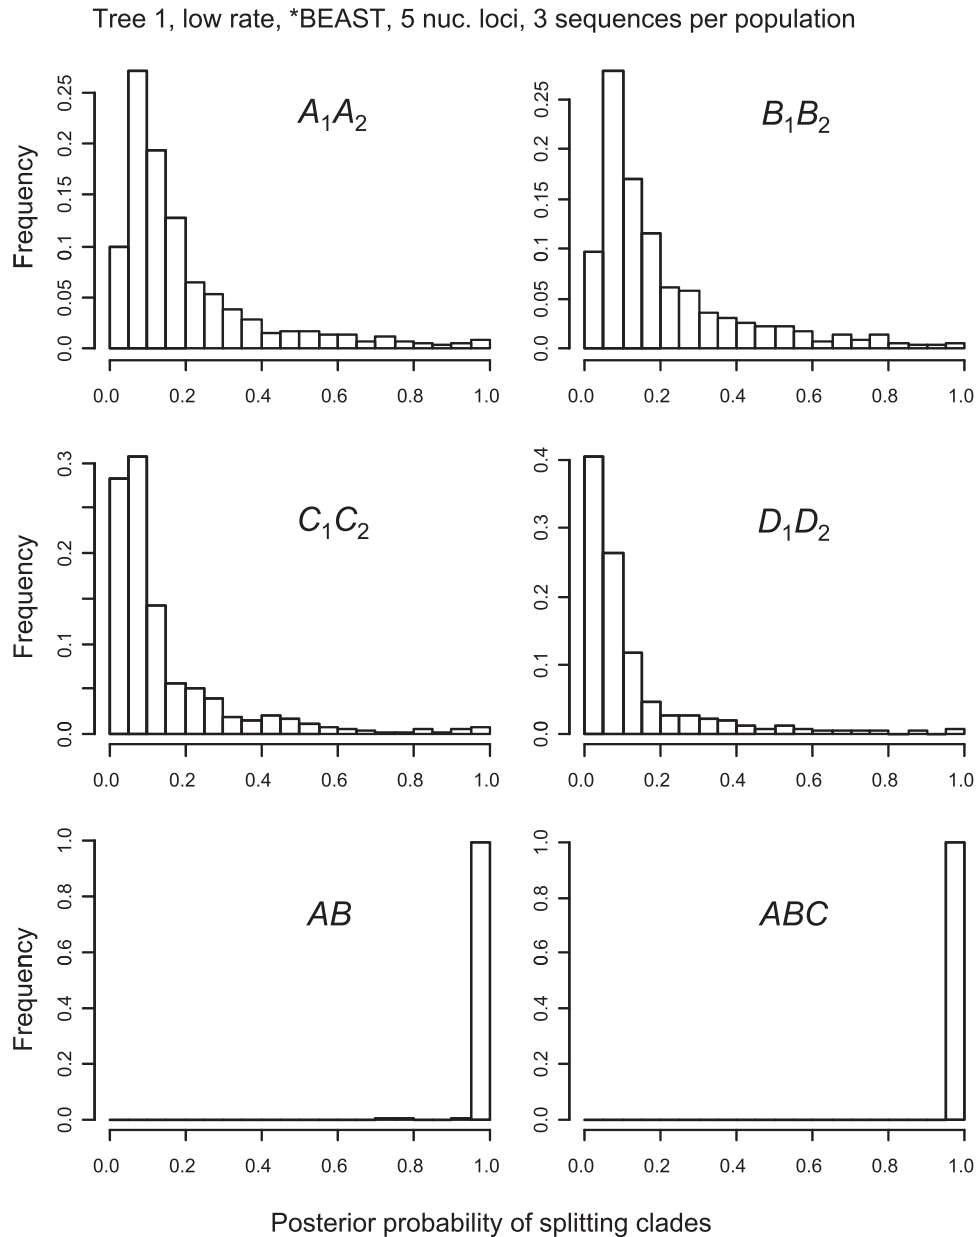 Tree 1, low rate, *BEAST, 5 nuc. loci, 3 sequences per population
A₁A₂
Frequency
0.0 0.05 0.1 0.15 0.2 0.25
0.0 0.2 0.4 0.6 0.8 1.0
B₁B₂
0.0 0.05 0.1 0.15 0.2 0.25
0.0 0.2 0.4 0.6 0.8 1.0
C₁C₂
Frequency
0.0 0.1 0.2 0.3
0.0 0.2 0.4 0.6 0.8 1.0
D₁D₂
0.0 0.1 0.2 0.3 0.4
0.0 0.2 0.4 0.6 0.8 1.0
AB
Frequency
0.0 0.2 0.4 0.6 0.8 1.0
0.0 0.2 0.4 0.6 0.8 1.0
ABC
0.0 0.2 0.4 0.6 0.8 1.0
0.0 0.2 0.4 0.6 0.8 1.0
Posterior probability of splitting clades